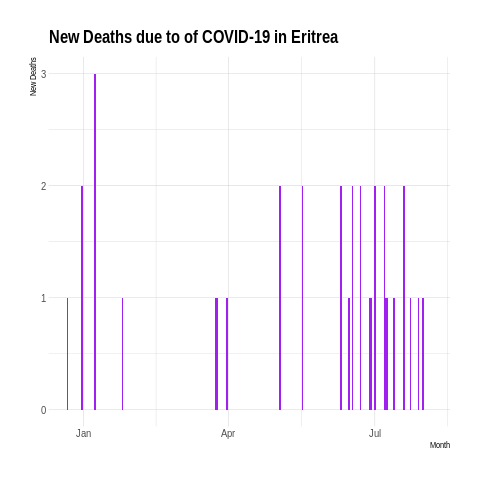 New Deaths due to of COVID-19 in Eritrea
New Deaths
3
2
1
0
Jan Apr Jul
Month